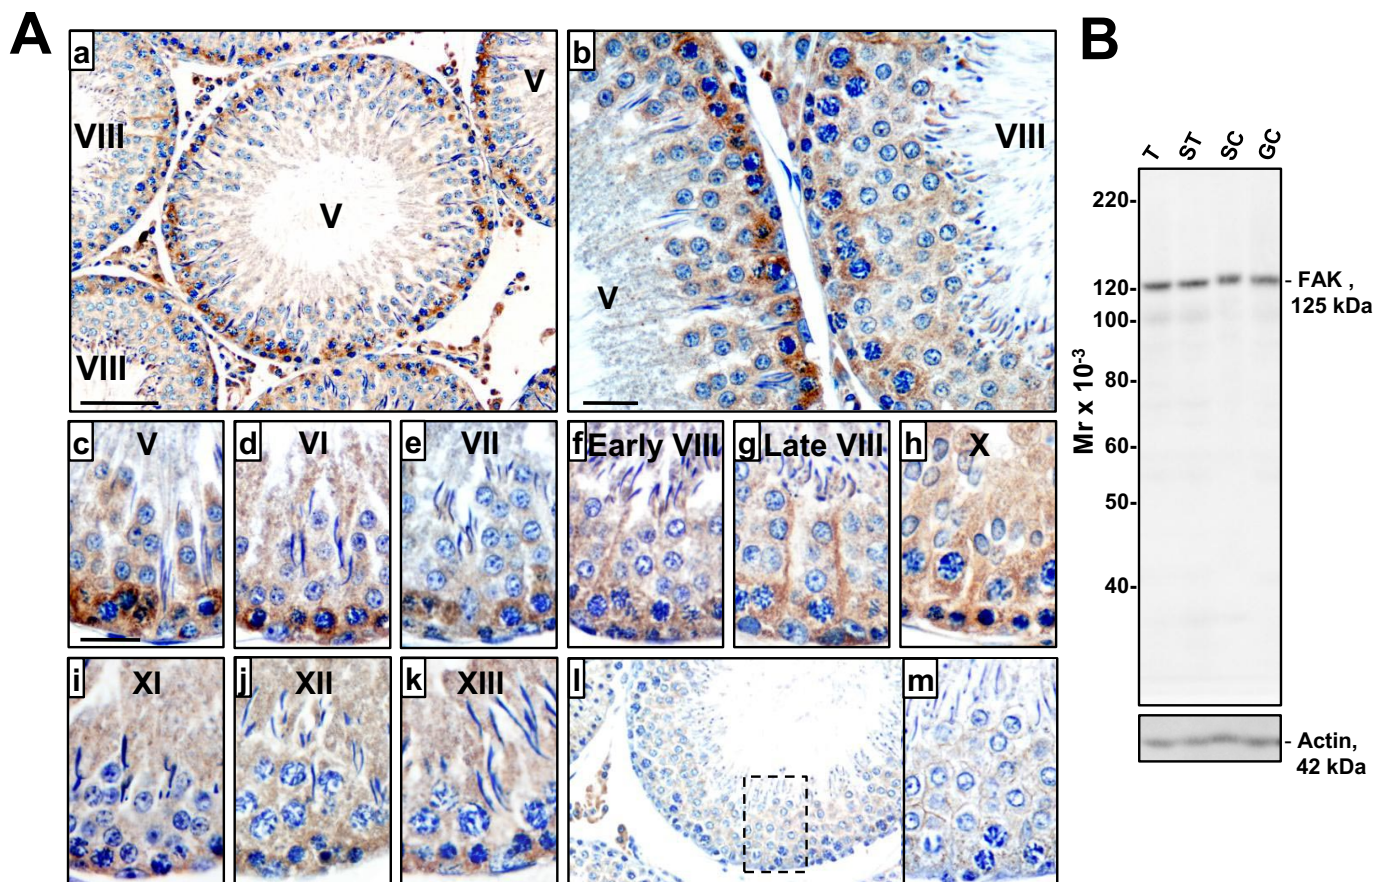 A
B
a
V
VIII
V
VIII
b
VIII
V
c
V
d
VI
e
VII
f
Early VIII
g
Late VIII
h
X
i
XI
j
XII
k
XIII
l
m
T
ST
SC
GC
Mr x 10-3
220-
120-
100-
80-
60-
50-
40-
- FAK ,
125 kDa
- Actin,
42 kDa